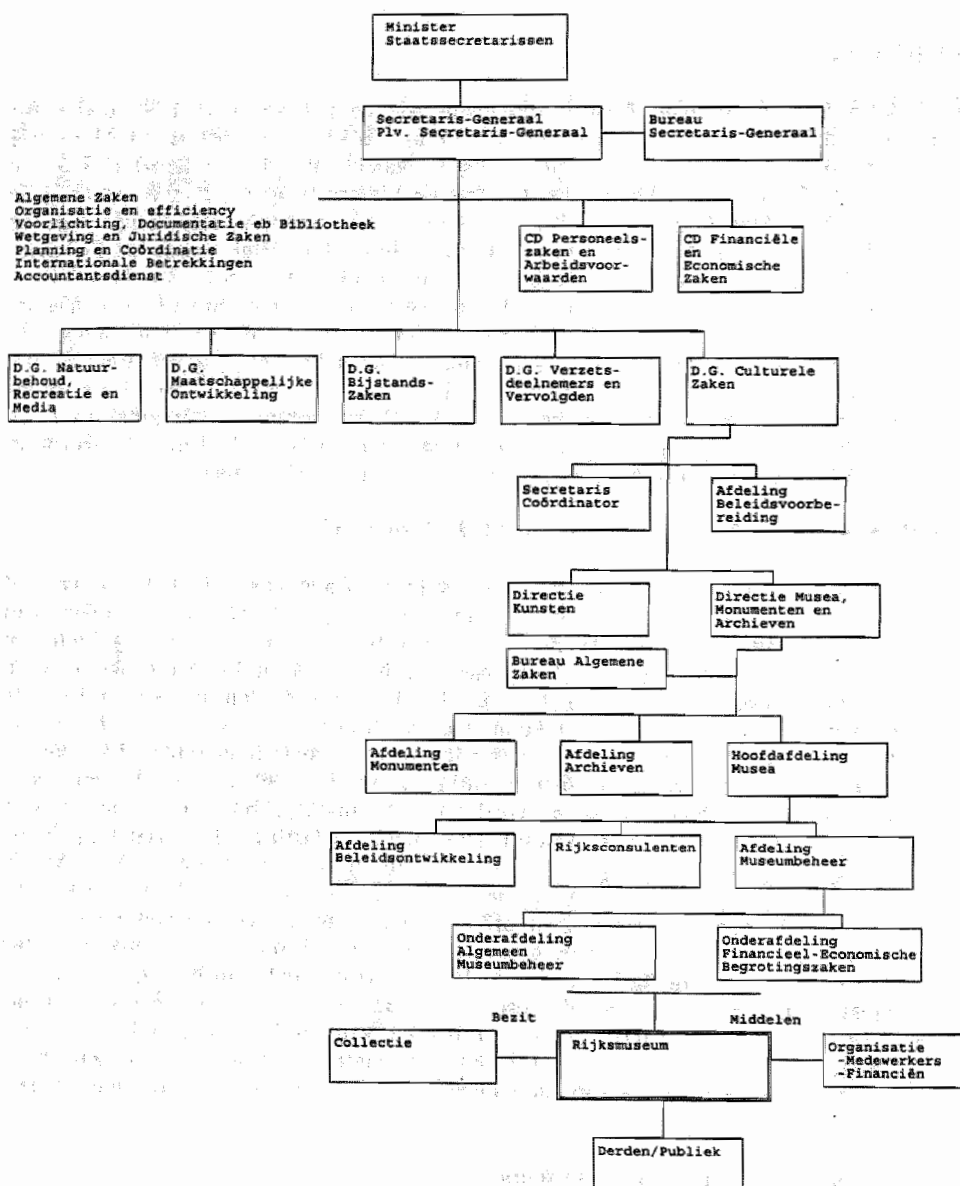 Minister
Staatssecretarissen
Secretaris-Generaal
Plv. Secretaris-Generaal
Bureau
Secretaris-Generaal
Algemene Zaken
Organisatie en efficiency
Voorlichting, Documentatie eb Bibliotheek
Wetgeving en Juridische Zaken
Planning en Coördinatie
Internationale Betrekkingen
Accountantsdienst
CD Personeels-
zaken en
Arbeidsvoor-
waarden
CD Financiële
en
Economische
Zaken
D.G. Natuur-
behoud,
Recreatie en
Media
D.G.
Maatschappelijke
Ontwikkeling
D.G.
Bijstands-
Zaken
D.G. Verzets-
deelnemers en
Vervolgden
D.G. Culturele
Zaken
Secretaris
Coördinator
Afdeling
Beleidsvoorbe-
reiding
Directie
Kunsten
Directie Musea,
Monumenten en
Archieven
Bureau Algemene
Zaken
Afdeling
Monumenten
Afdeling
Archieven
Hoofdafdeling
Musea
Afdeling
Beleidsontwikkeling
Rijksconsulenten
Afdeling
Museumbeheer
Onderafdeling
Algemeen
Museumbeheer
Onderafdeling
Financieel-Economische
Begrotingszaken
Bezit
Middelen
Collectie
Rijksmuseum
Organisatie
-Medewerkers
-Financiën
Derden/Publiek